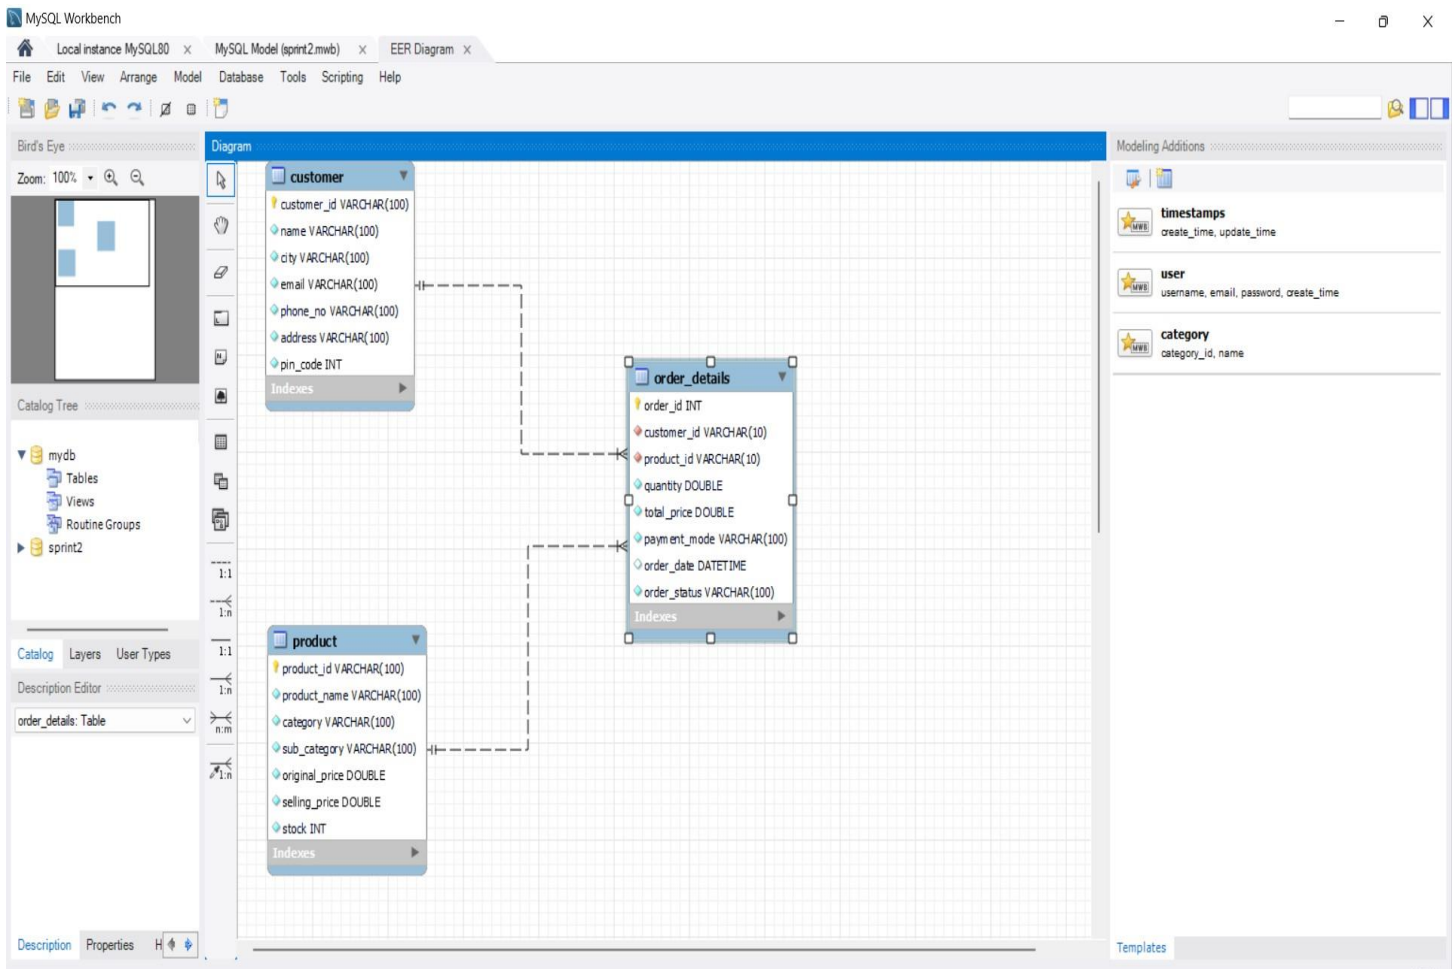 MySQL Workbench
Local instance MySQL80
MySQL Model (sprint2.mwb)
EER Diagram
File Edit View Arrange Model Database Tools Scripting Help
Bird's Eye
Zoom: 100%
Catalog Tree
mydb
Tables
Views
Routine Groups
sprint2
Catalog Layers User Types
Description Editor
order_details: Table
Description Properties H
Diagram
1:1
1:n
1:1
1:n
n:m
1:n
customer
customer_id VARCHAR(100)
name VARCHAR(100)
city VARCHAR(100)
email VARCHAR(100)
phone_no VARCHAR(100)
address VARCHAR(100)
pin_code INT
Indexes
order_details
order_id INT
customer_id VARCHAR(10)
product_id VARCHAR(10)
quantity DOUBLE
total_price DOUBLE
payment_mode VARCHAR(100)
order_date DATETIME
order_status VARCHAR(100)
Indexes
product
product_id VARCHAR(100)
product_name VARCHAR(100)
category VARCHAR(100)
sub_category VARCHAR(100)
original_price DOUBLE
selling_price DOUBLE
stock INT
Indexes
Modeling Additions
MWB
timestamps
create_time, update_time
MWB
user
username, email, password, create_time
MWB
category
category_id, name
Templates